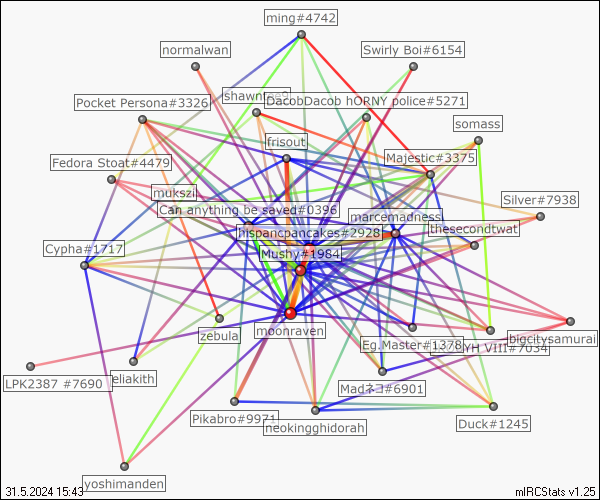 ming#4742
normalwan
Swirly Boi#6154
DacobDacob hORNY police#5271
Pocket Persona#3326
somass
frisout
Majestic#3375
Fedora Stoat#4479
mukszi
Silver#7938
Can anything be saved#0396
marcemadness
thesecondtwat
hispancpancakes#2928
Cypha#1717
Mushy#1984
moonraven
zebula
bigcitysamurai
Eg.Master#1378
VIII#7034
LPK2387 #7690
eliakith
Madネコ#6901
Pikabro#9971
neokingghidorah
Duck#1245
yoshimanden
31.5.2024 15:43
mIRCStats v1.25